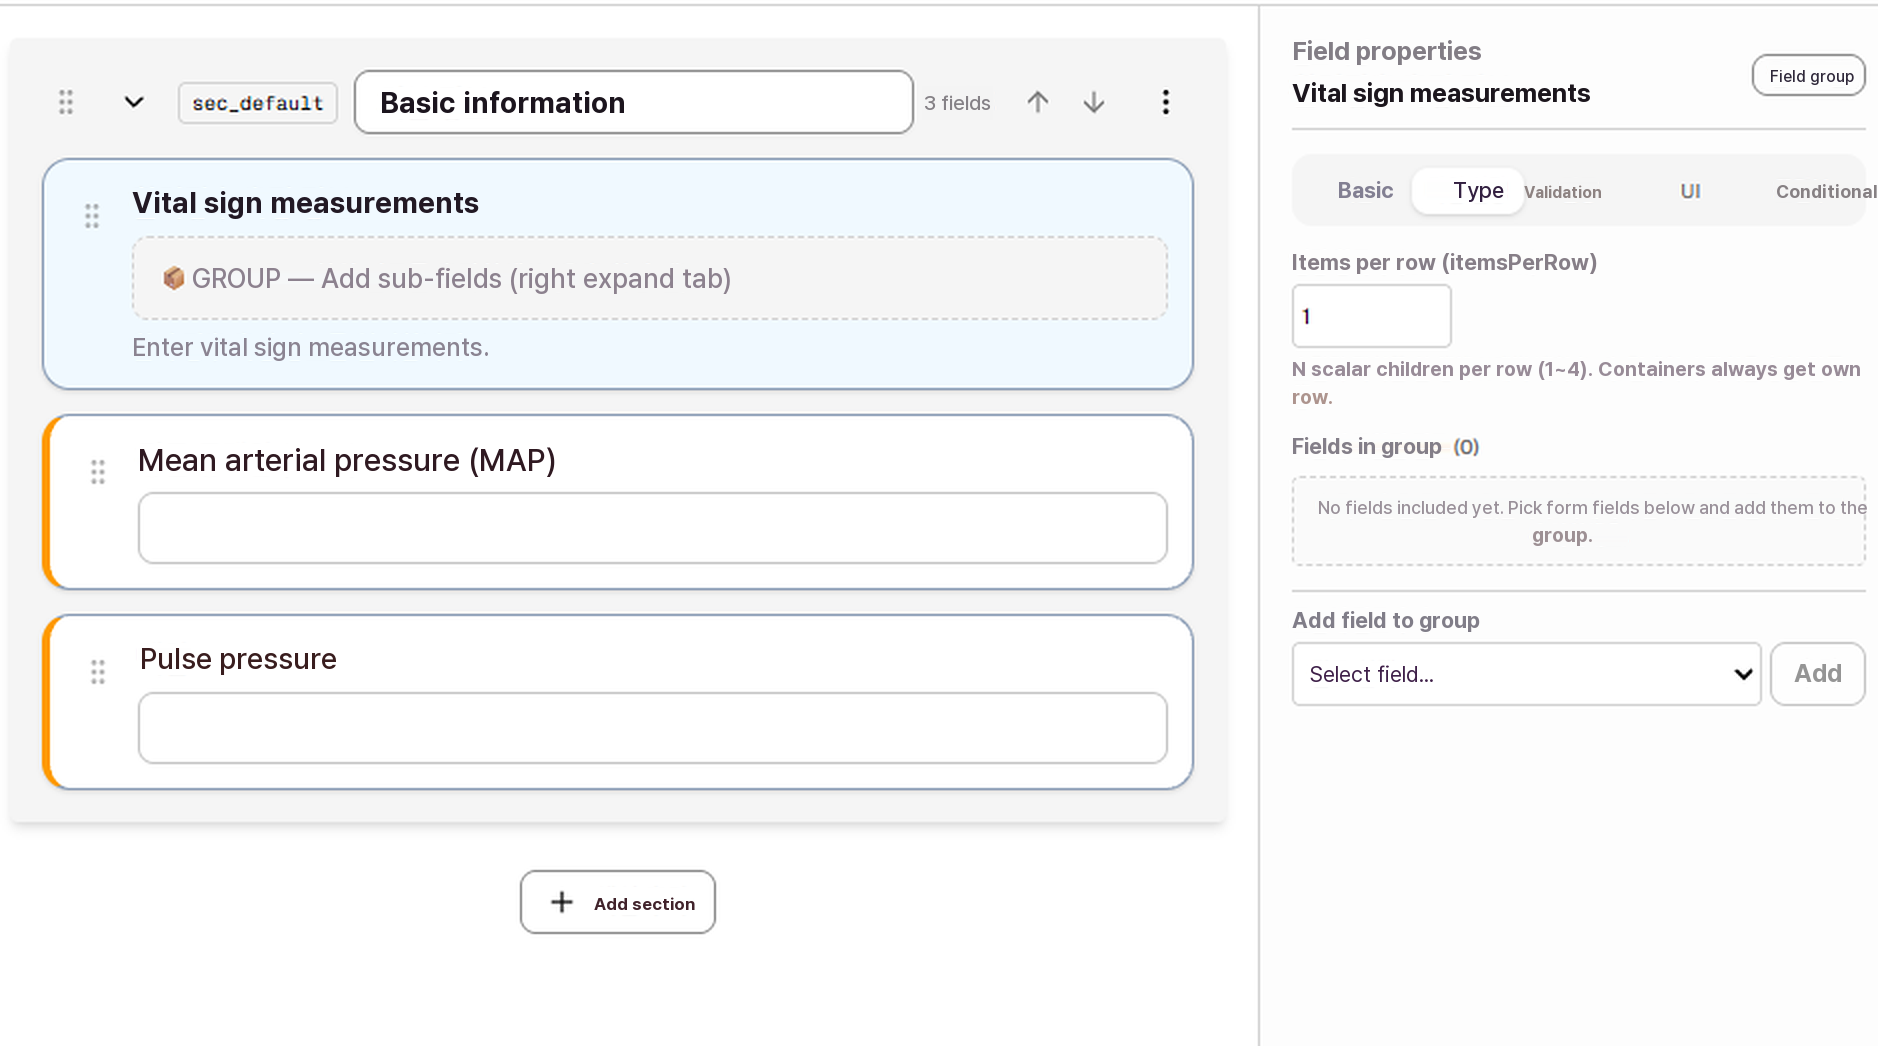 sec_default
Basic information
3 fields
Vital sign measurements
GROUP — Add sub-fields (right expand tab)
Enter vital sign measurements.
Mean arterial pressure (MAP)
Pulse pressure
Add section
Field properties
Vital sign measurements
Field group
Basic Type Validation UI Conditional
Items per row (itemsPerRow)
1
N scalar children per row (1~4). Containers always get own
row.
Fields in group (0)
No fields included yet. Pick form fields below and add them to the
group.
Add field to group
Select field...
Add